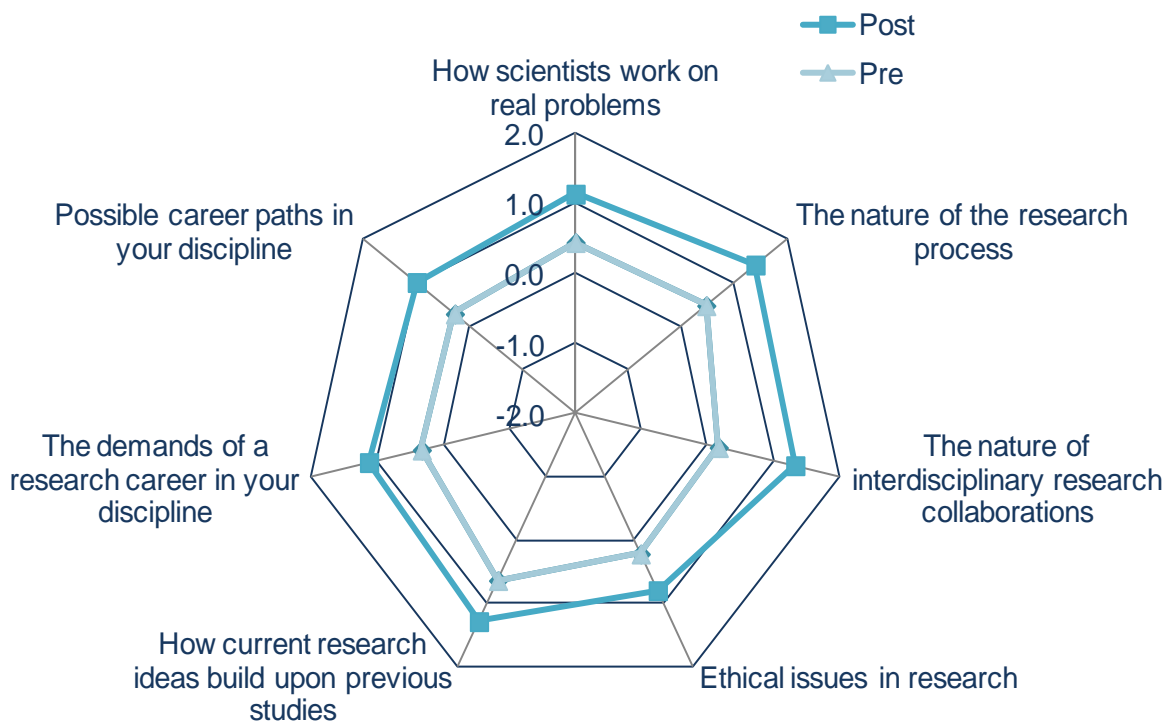 Post
Pre
How scientists work on
real problems
2.0
1.0
0.0
-1.0
-2.0
The nature of the research
process
The nature of
interdisciplinary research
collaborations
Ethical issues in research
How current research
ideas build upon previous
studies
The demands of a
research career in your
discipline
Possible career paths in
your discipline